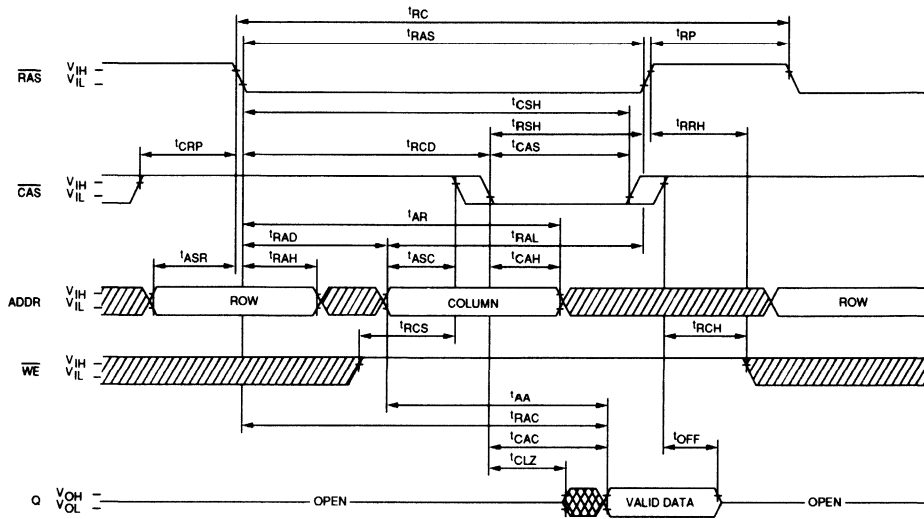 tRC
tRAS
tRP
RAS
VIH
VIL
tCSH
tRSH
tRRH
tCRP
tRCD
tCAS
CAS
VIH
VIL
tAR
tRAD
tRAL
tASR
tRAH
tASC
tCAH
ADDR
VIH
VIL
ROW
COLUMN
ROW
tRCS
tRCH
WE
VIH
VIL
tAA
tRAC
tCAC
tOFF
tCLZ
Q
VOH
VOL
OPEN
VALID DATA
OPEN